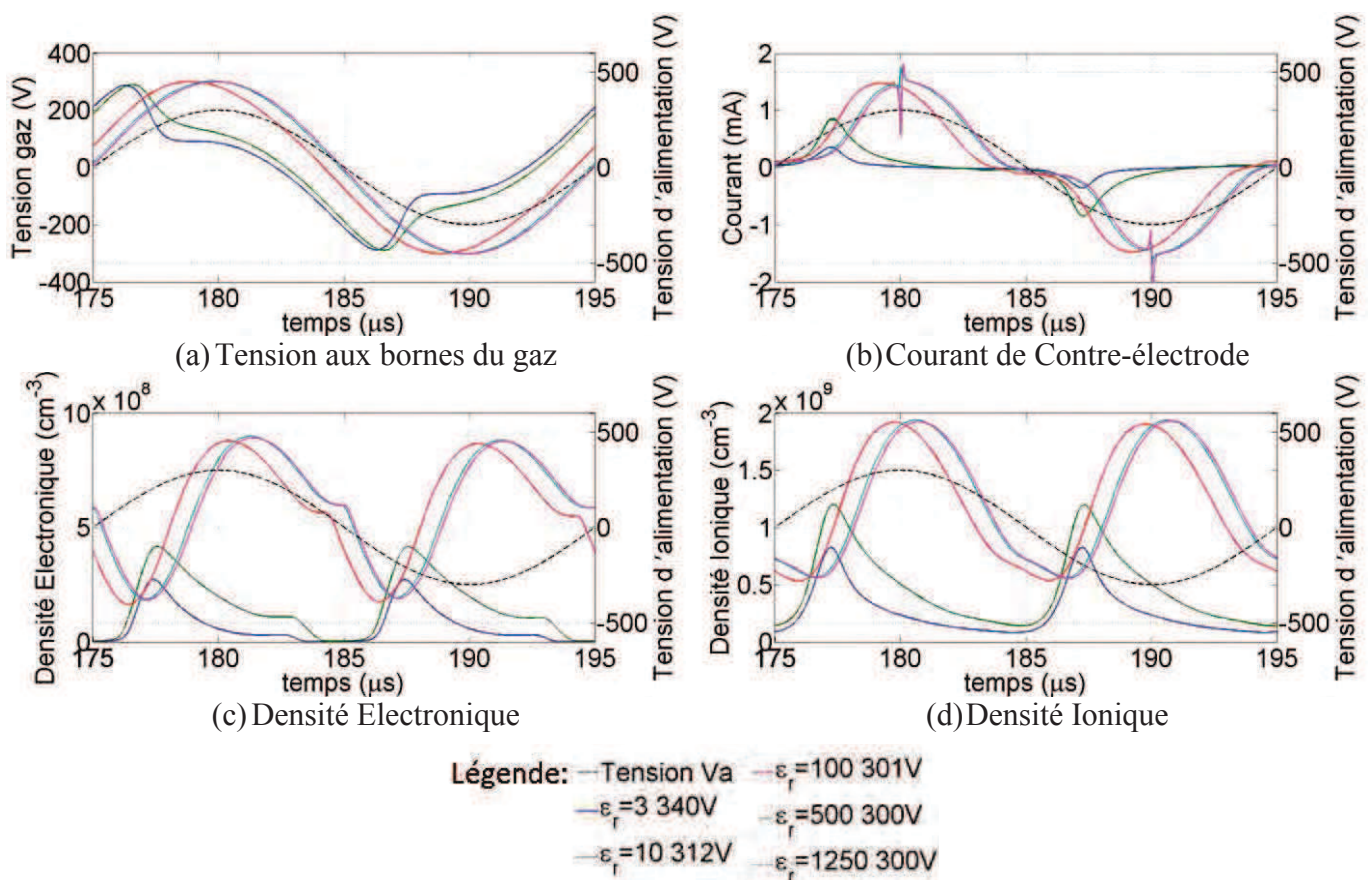 Tension gaz (V)
400
200
0
-200
-400
175
180
185
190
195
temps (µs)
500
0
-500
Tension d 'alimentation (V)
(a) Tension aux bornes du gaz
Courant (mA)
2
1
0
-1
-2
175
180
185
190
195
temps (µs)
500
0
-500
Tension d 'alimentation (V)
(b) Courant de Contre-électrode
Densité Electronique (cm⁻³)
10 x 10⁸
5
0
175
180
185
190
195
temps (µs)
500
0
-500
Tension d 'alimentation (V)
(c) Densité Electronique
Densité Ionique (cm⁻³)
2 x 10⁹
1.5
1
0.5
0
175
180
185
190
195
temps (µs)
500
0
-500
Tension d 'alimentation (V)
(d) Densité Ionique
Légende: Tension Va
εᵣ=100 301V
εᵣ=3 340V
εᵣ=500 300V
εᵣ=10 312V
εᵣ=1250 300V